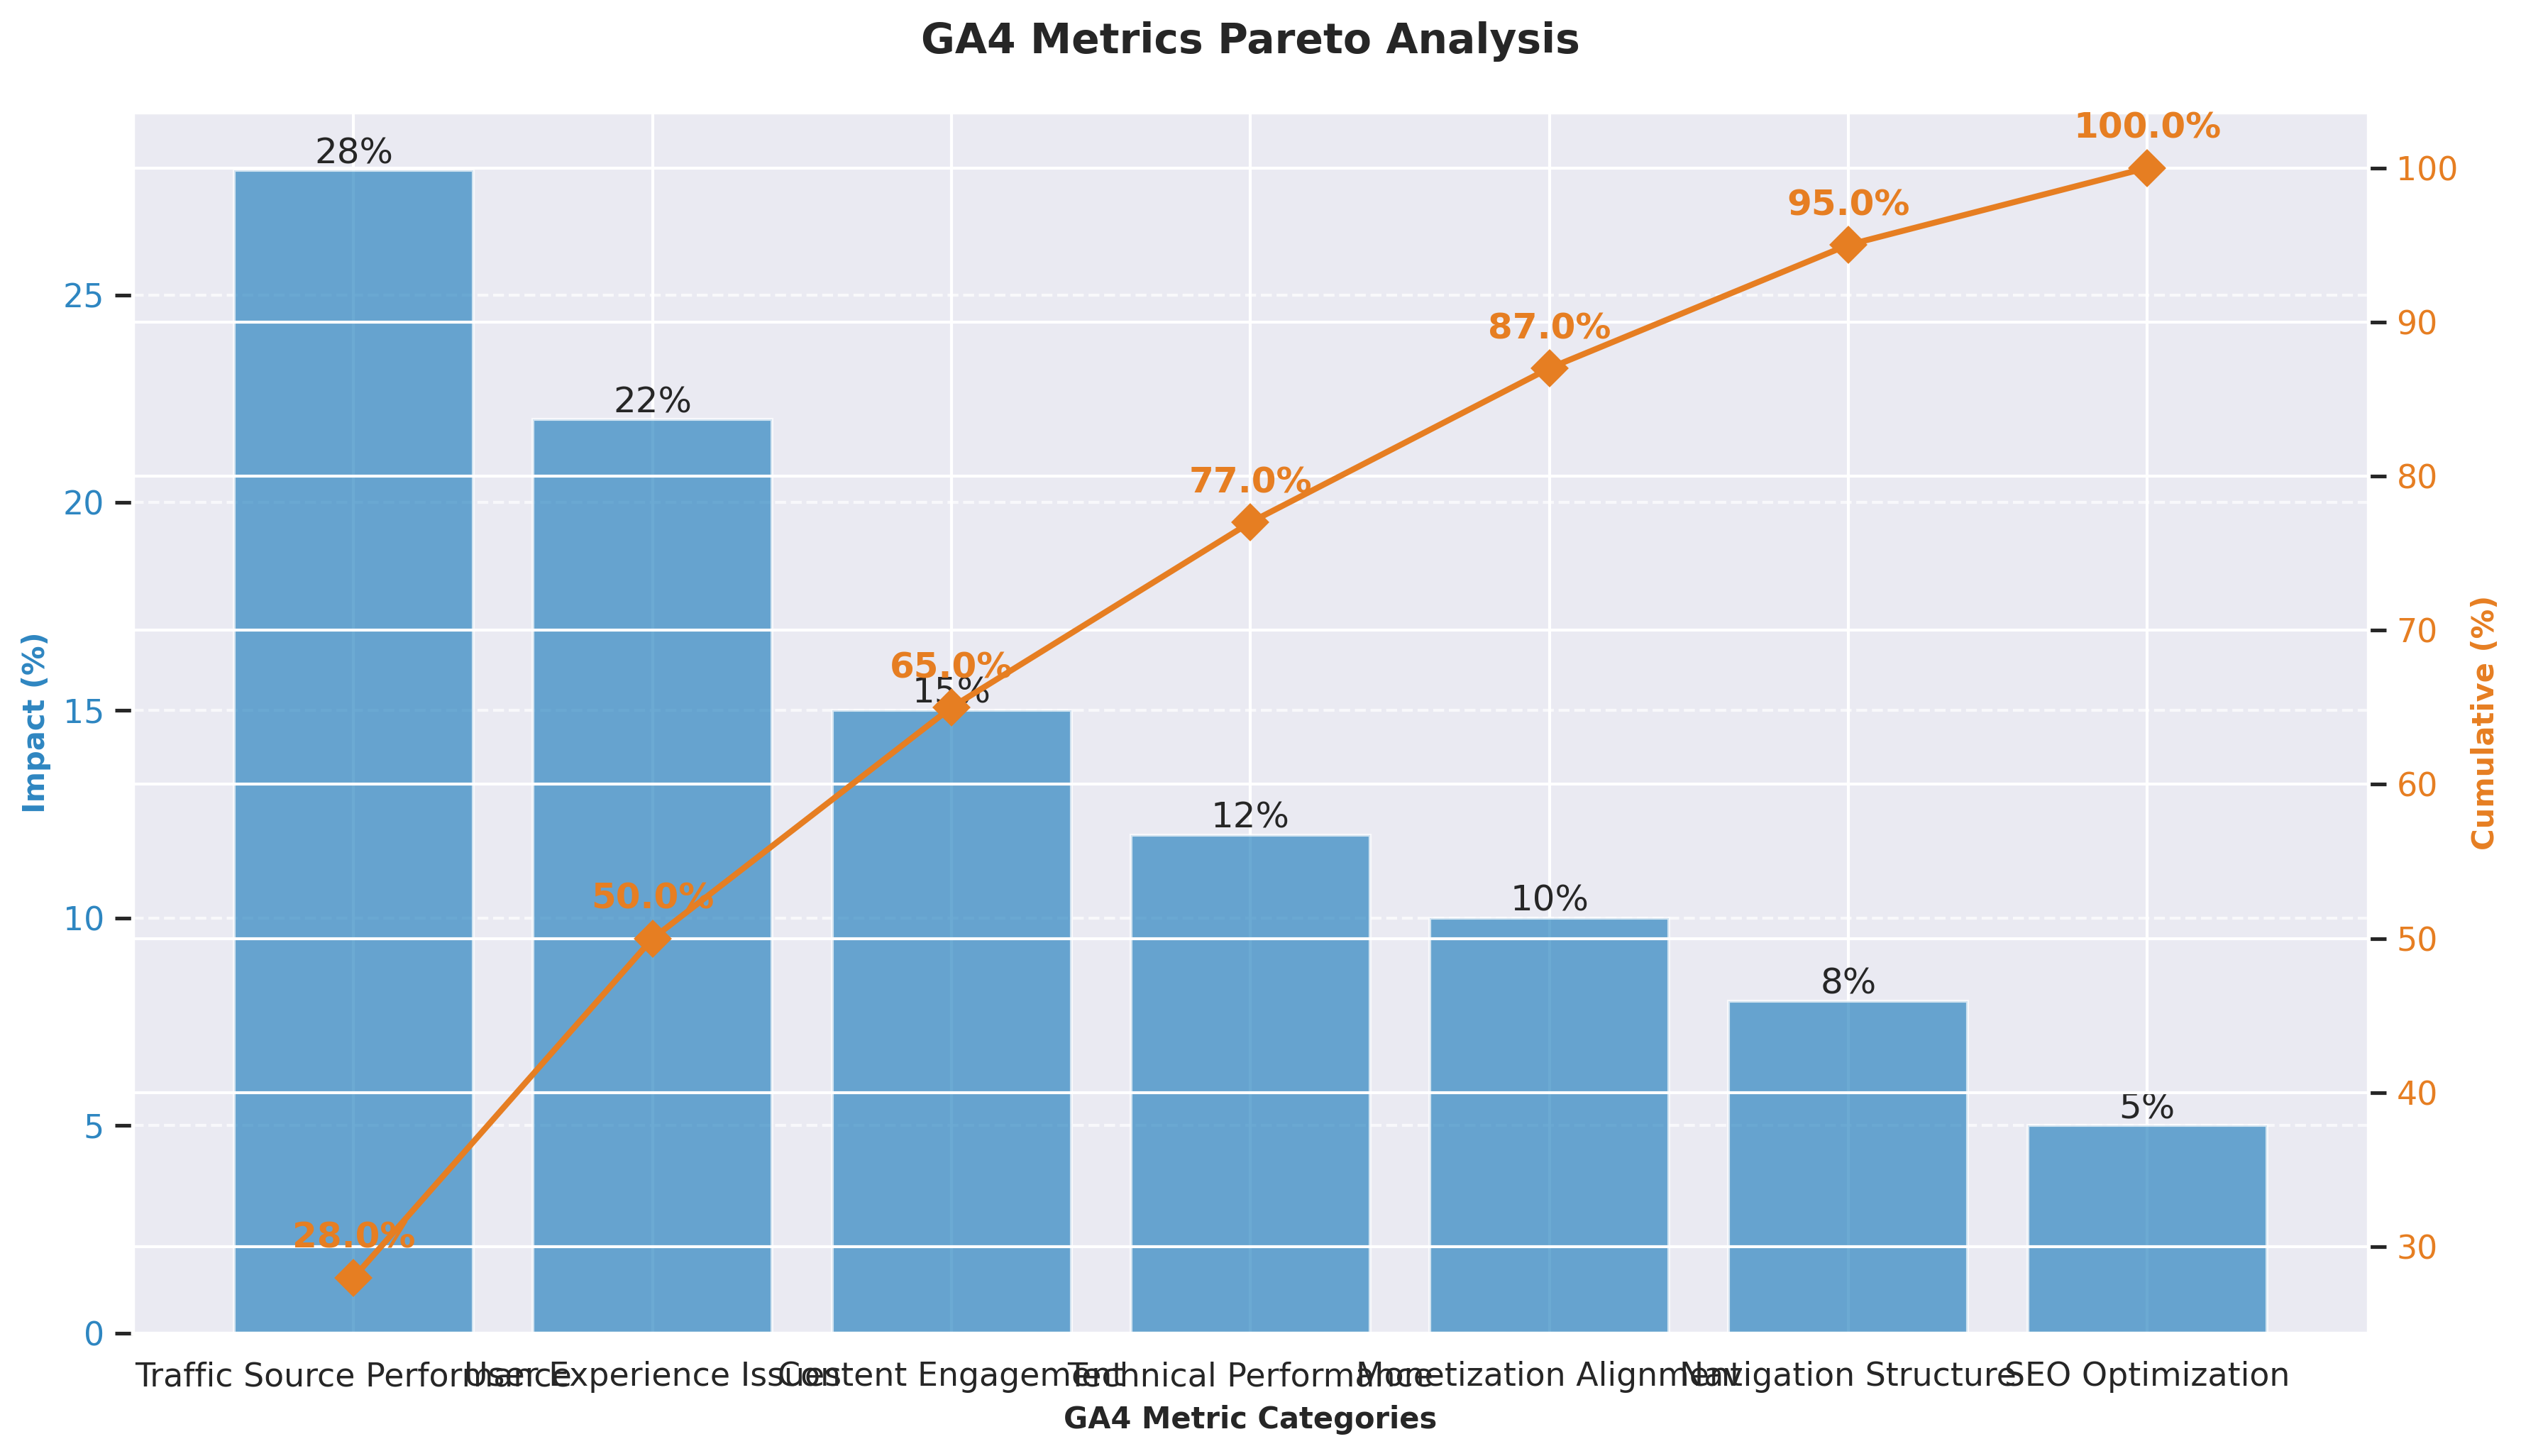 GA4 Metrics Pareto Analysis
28%
22%
15%
12%
10%
8%
5%
28.0%
50.0%
65.0%
77.0%
87.0%
95.0%
100.0%
Impact (%)
25
20
15
10
5
0
Cumulative (%)
100
90
80
70
60
50
40
30
Traffic Source Performance
User Experience Issues
Content Engagement
Technical Performance
Monetization Alignment
Navigation Structure
SEO Optimization
GA4 Metric Categories